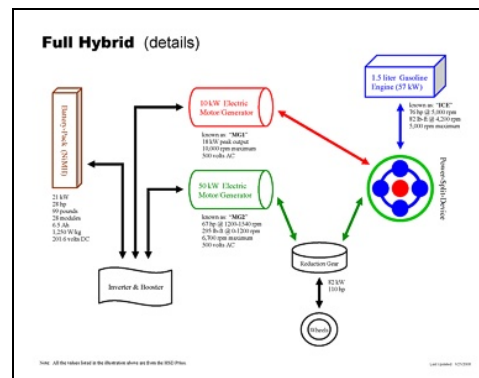 Full Hybrid (details)
1.5 liter Gasoline
Engine (57 kW)
known as "ICE"
76 hp @ 5,000 rpm
82 lb-ft @ 4,200 rpm
5,000 rpm maximum
10 kW Electric
Motor Generator
known as: "MG1"
18 kW peak output
10,000 rpm maximum
500 volts AC
Battery-Pack (NiMH)
21 kW
28 hp
99 pounds
28 modules
6.5 Ah
1,250 W/kg
201.6 volts DC
50 kW Electric
Motor Generator
known as: "MG2"
67 hp @ 1200-1540 rpm
295 lb-ft @ 0-1200 rpm
6,700 rpm maximum
500 volts AC
Power-Split-Device
Reduction Gear
82 kW
110 hp
Inverter & Booster
Wheels
Note: All the values listed in the illustration above are from the HSD Prius.
Last Updated: